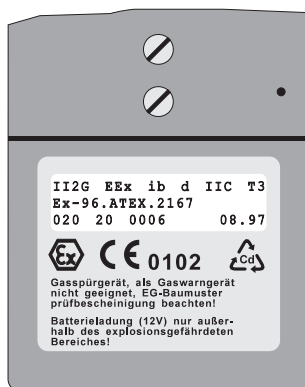 II2G EEx ib d IIC T3
Ex-96.ATEX.2167
020 20 0006 08.97
Ex CE 0102 Cd
Gasspürgerät, als Gaswarngerät
nicht geeignet, EG-Baumuster
prüfbescheinigung beachten!
Batterieladung (12V) nur außer-
halb des explosionsgefährdeten
Bereiches!